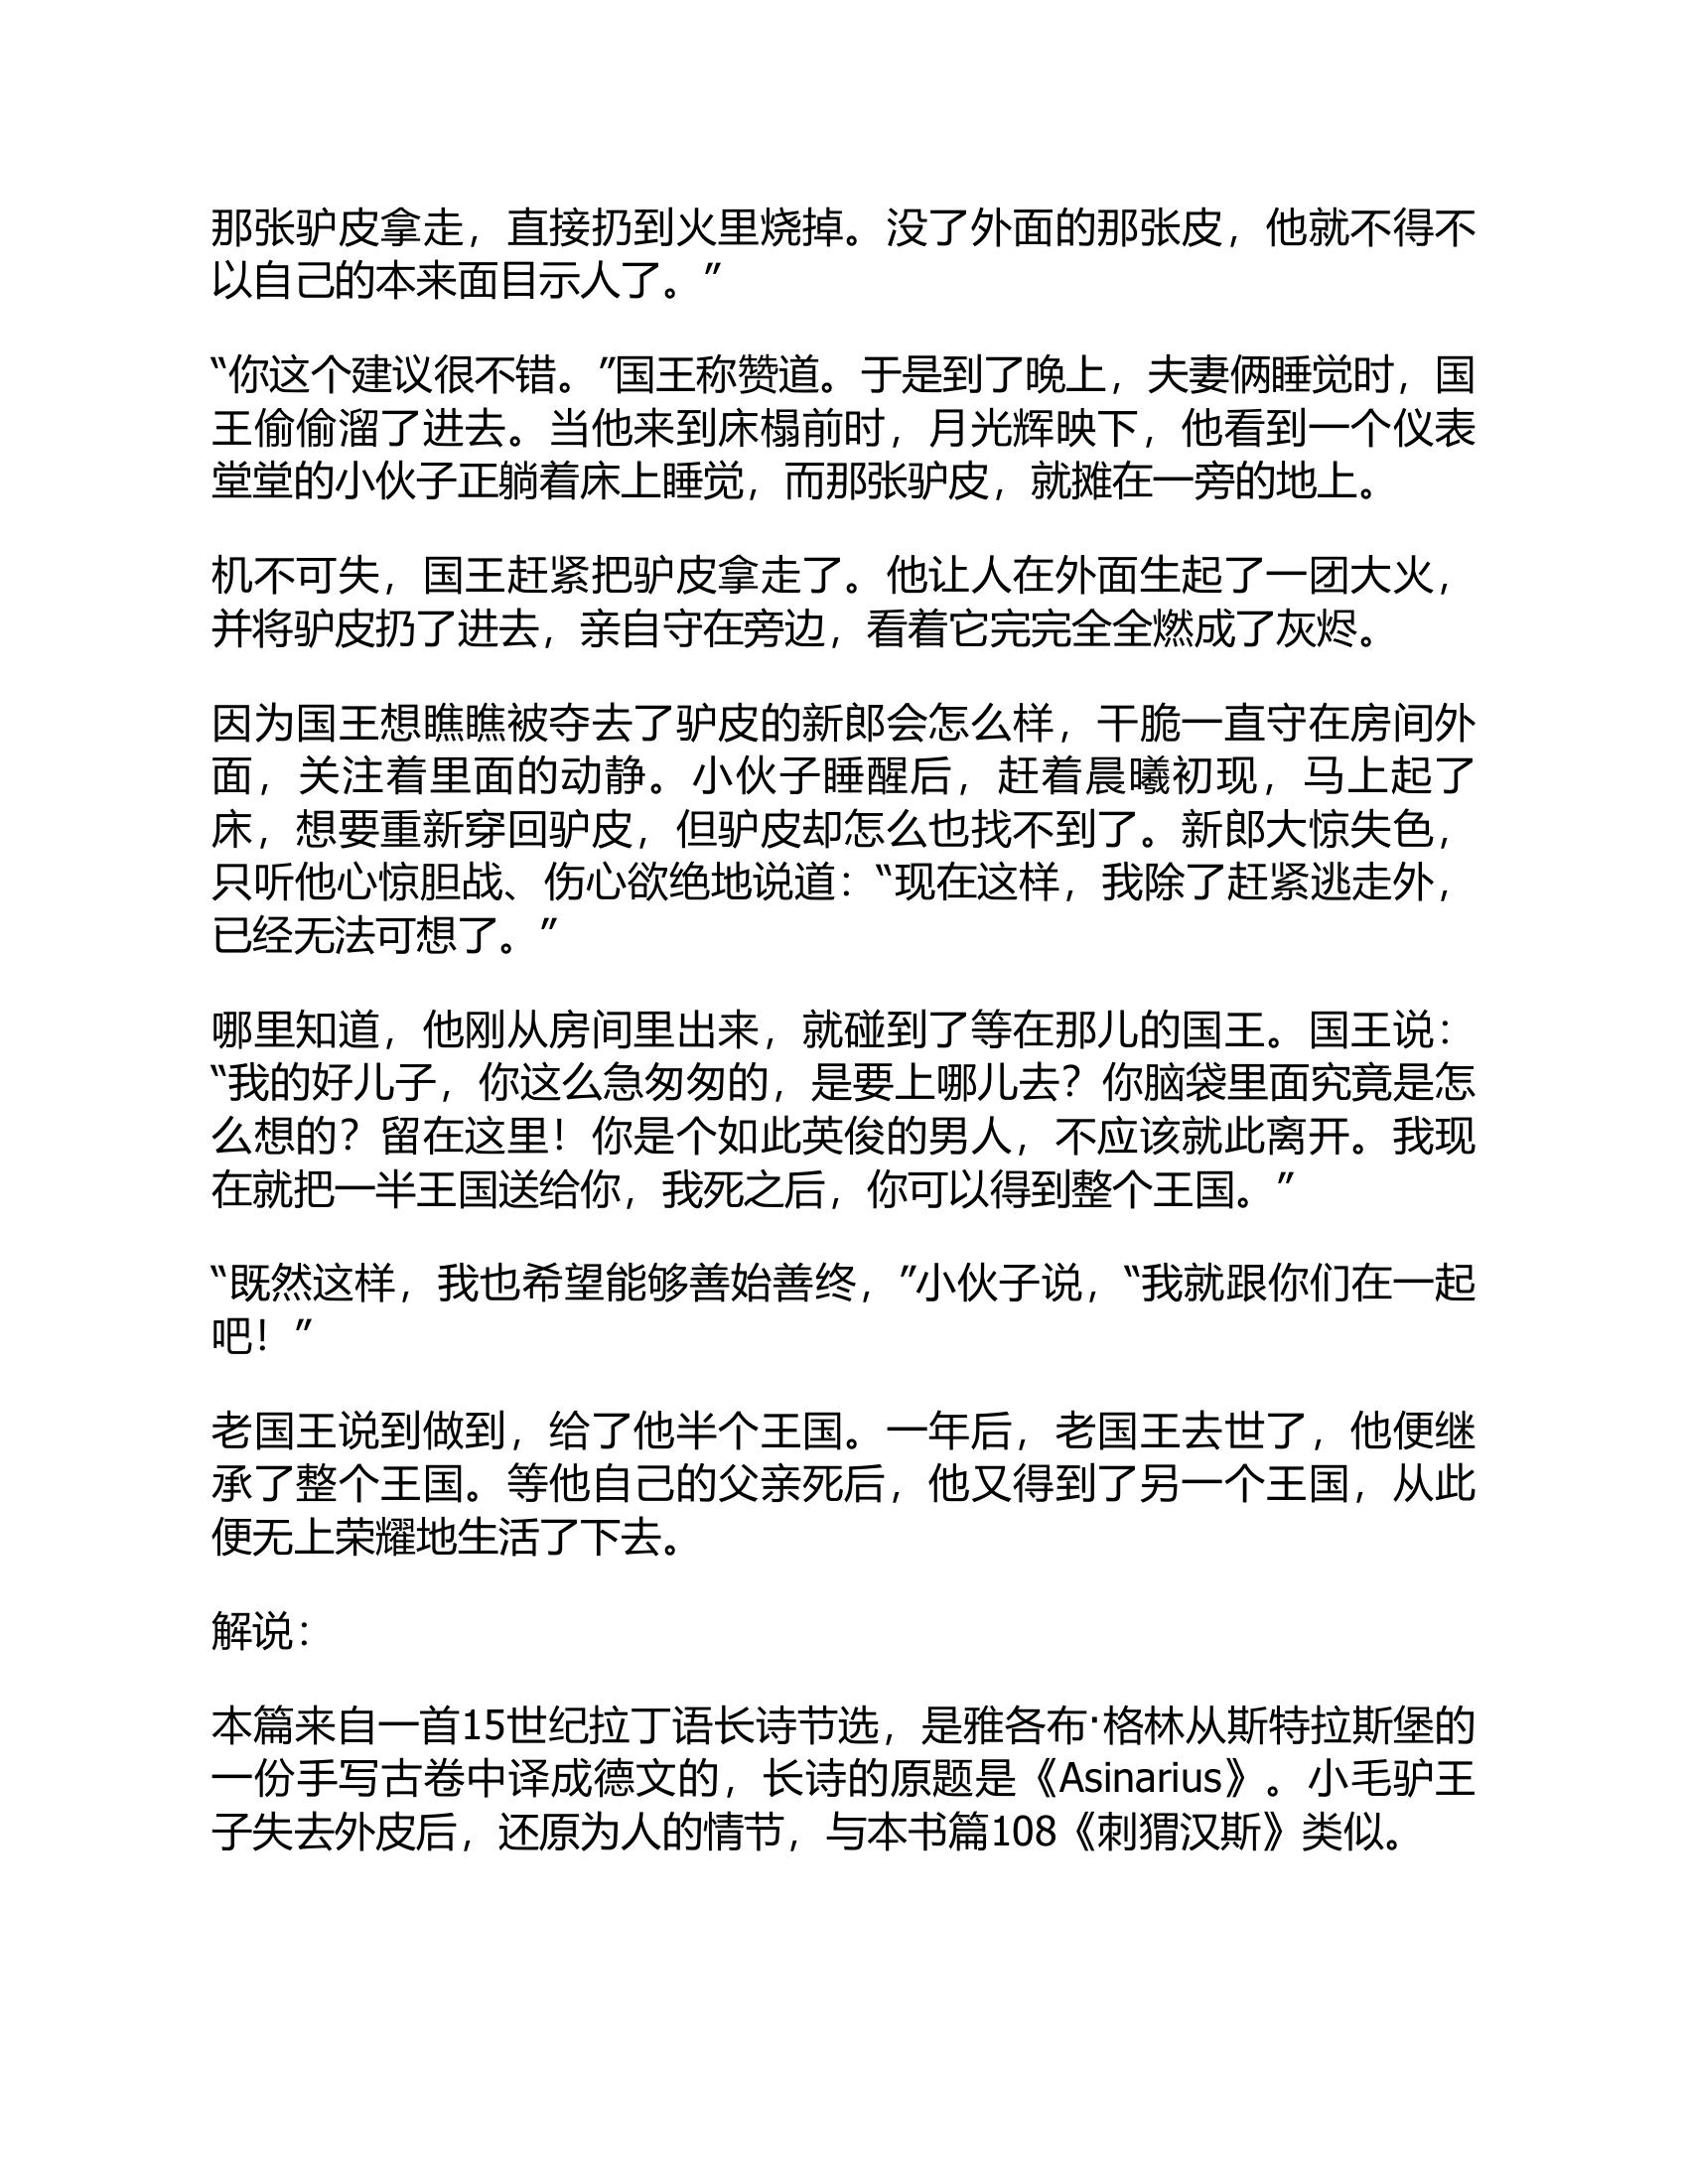 那张驴皮拿走，直接扔到火里烧掉。没了外面的那张皮，他就不得不
以自己的本来面目示人了。”
“你这个建议很不错。”国王称赞道。于是到了晚上，夫妻俩睡觉时，国
王偷偷溜了进去。当他来到床榻前时，月光辉映下，他看到一个仪表
堂堂的小伙子正躺着床上睡觉，而那张驴皮，就摊在一旁的地上。
机不可失，国王赶紧把驴皮拿走了。他让人在外面生起了一团大火，
并将驴皮扔了进去，亲自守在旁边，看着它完完全全燃成了灰烬。
因为国王想瞧瞧被夺去了驴皮的新郎会怎么样，干脆一直守在房间外
面，关注着里面的动静。小伙子睡醒后，赶着晨曦初现，马上起了
床，想要重新穿回驴皮，但驴皮却怎么也找不到了。新郎大惊失色，
只听他心惊胆战、伤心欲绝地说道：“现在这样，我除了赶紧逃走外，
已经无法可想了。”
哪里知道，他刚从房间里出来，就碰到了等在那儿的国王。国王说：
“我的好儿子，你这么急匆匆的，是要上哪儿去？你脑袋里面究竟是怎
么想的？留在这里！你是个如此英俊的男人，不应该就此离开。我现
在就把一半王国送给你，我死之后，你可以得到整个王国。”
“既然这样，我也希望能够善始善终，”小伙子说，“我就跟你们在一起
吧！”
老国王说到做到，给了他半个王国。一年后，老国王去世了，他便继
承了整个王国。等他自己的父亲死后，他又得到了另一个王国，从此
便无上荣耀地生活了下去。
解说：
本篇来自一首15世纪拉丁语长诗节选，是雅各布·格林从斯特拉斯堡的
一份手写古卷中译成德文的，长诗的原题是《Asinarius》。小毛驴王
子失去外皮后，还原为人的情节，与本书篇108《刺猬汉斯》类似。